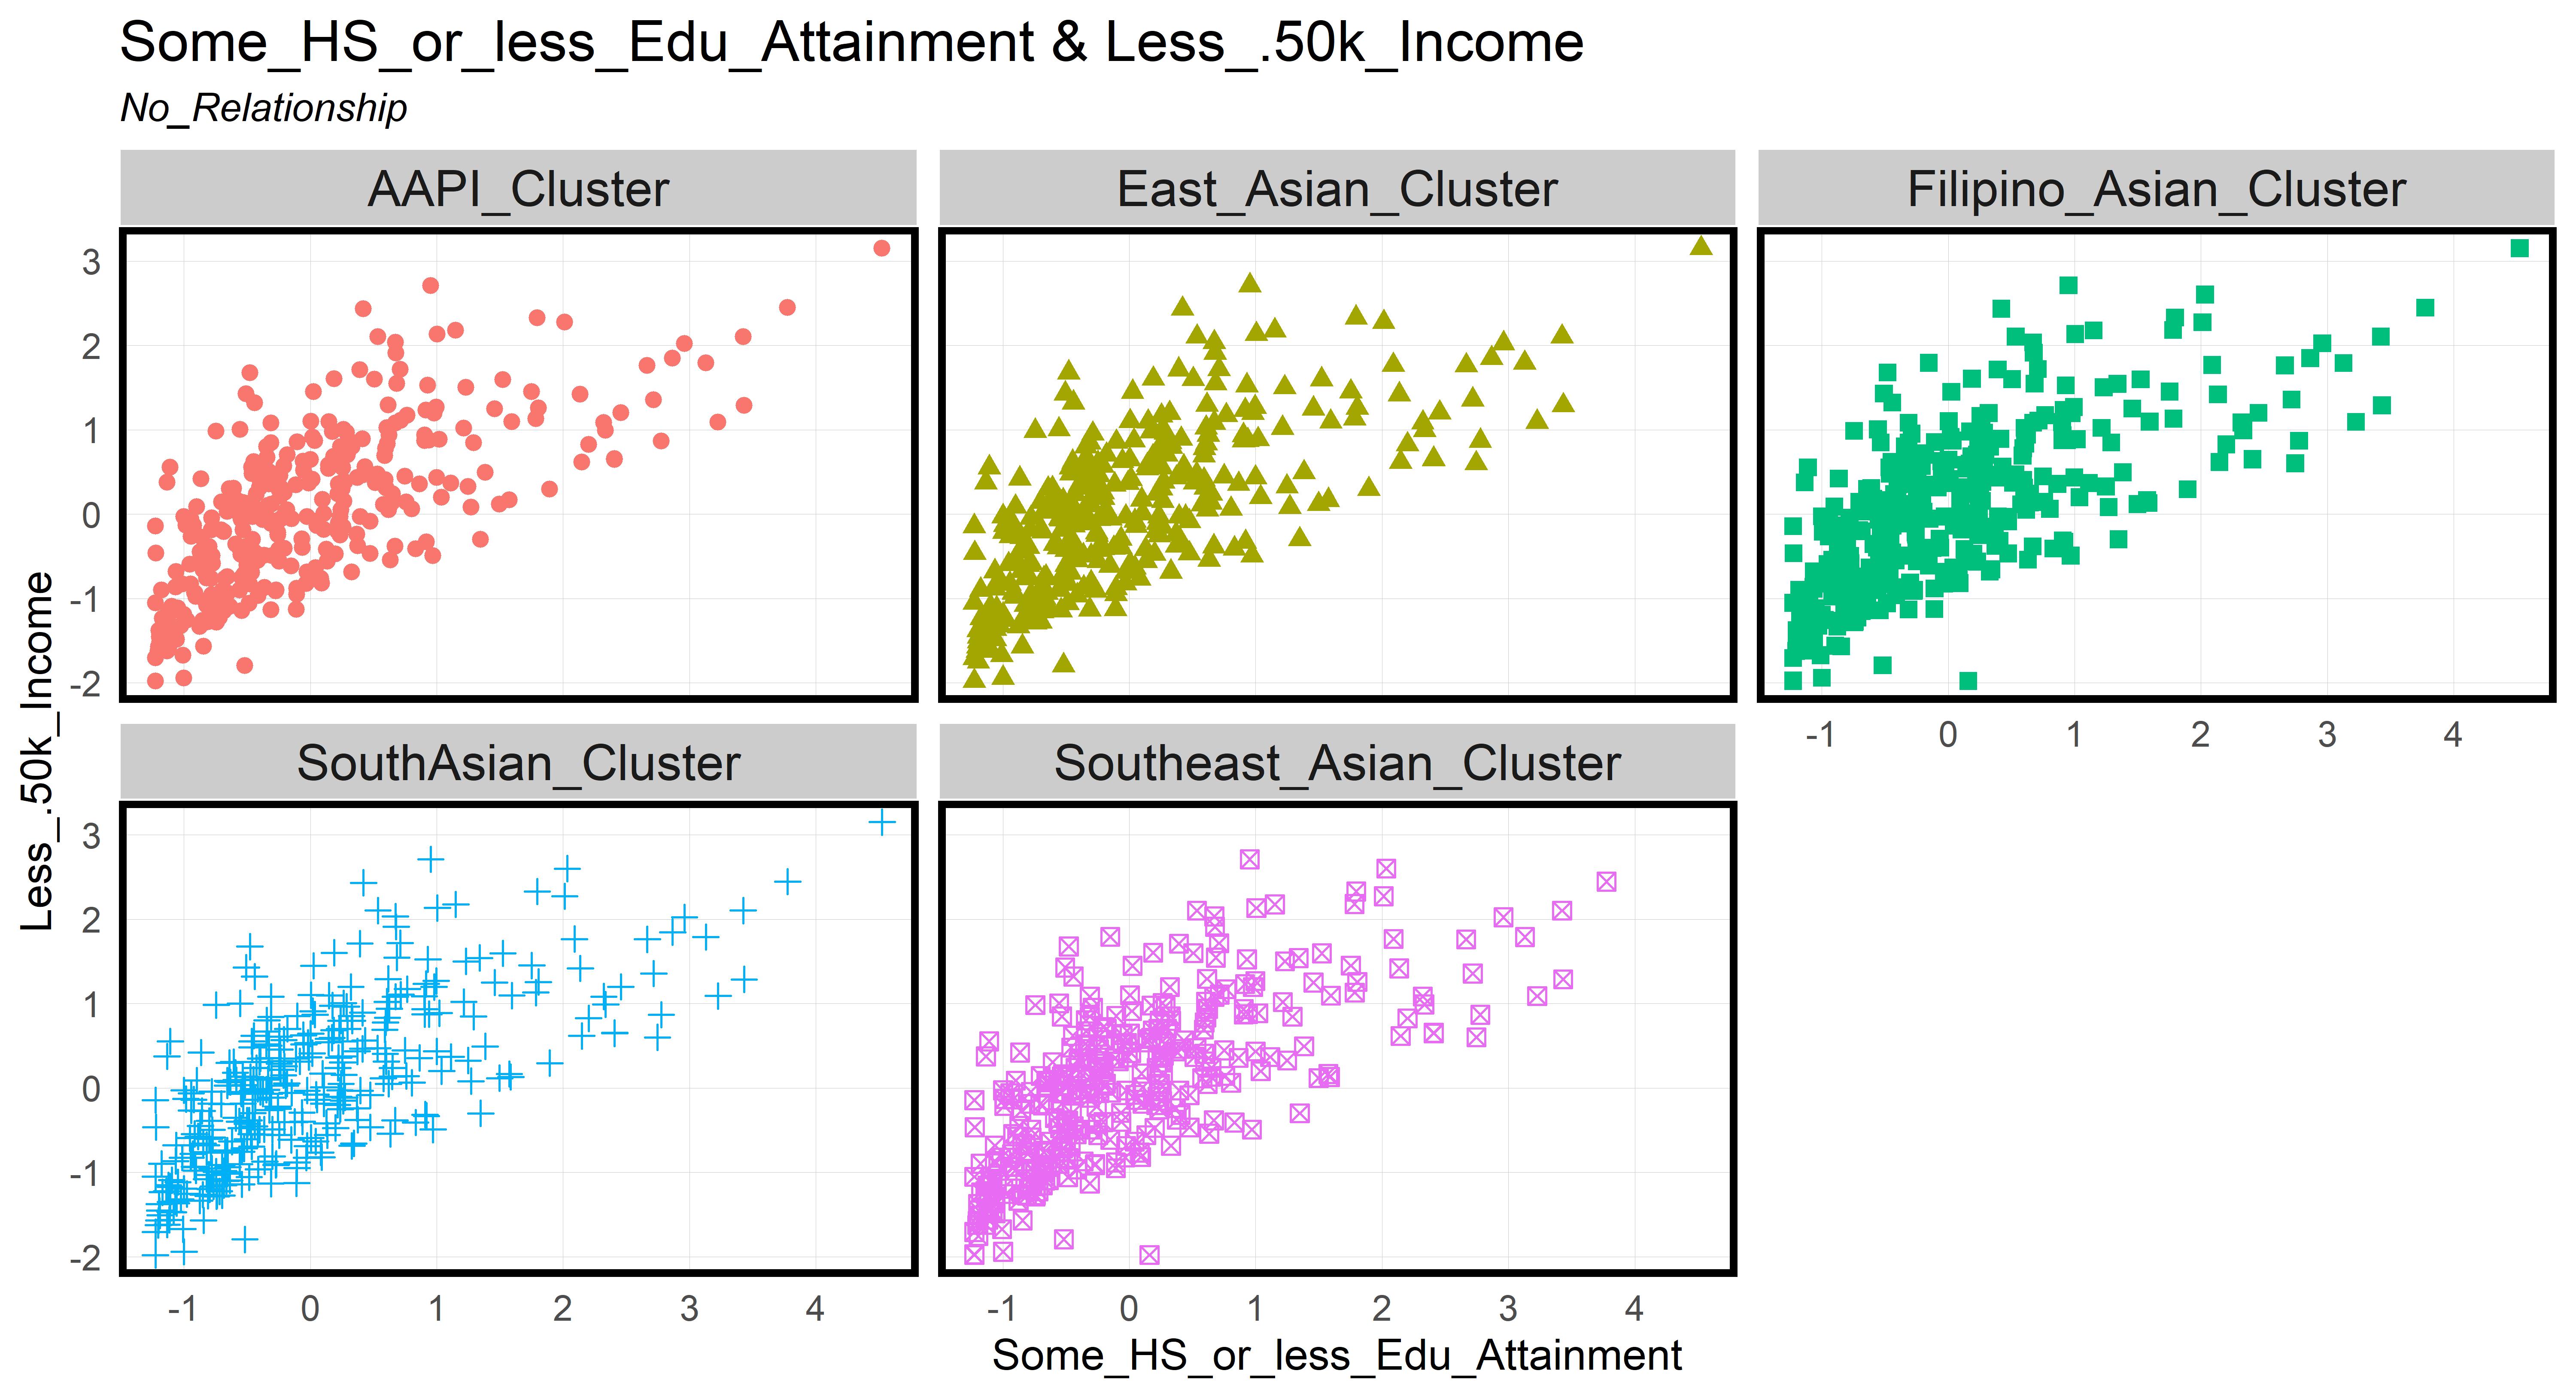 Some_HS_or_less_Edu_Attainment & Less_.50k_Income
No_Relationship
AAPI_Cluster
East_Asian_Cluster
Filipino_Asian_Cluster
3
2
1
0
-1
-2
-1 0 1 2 3 4
SouthAsian_Cluster
Southeast_Asian_Cluster
3
2
1
0
-1
-2
-1 0 1 2 3 4
-1 0 1 2 3 4
Less_.50k_Income
Some_HS_or_less_Edu_Attainment